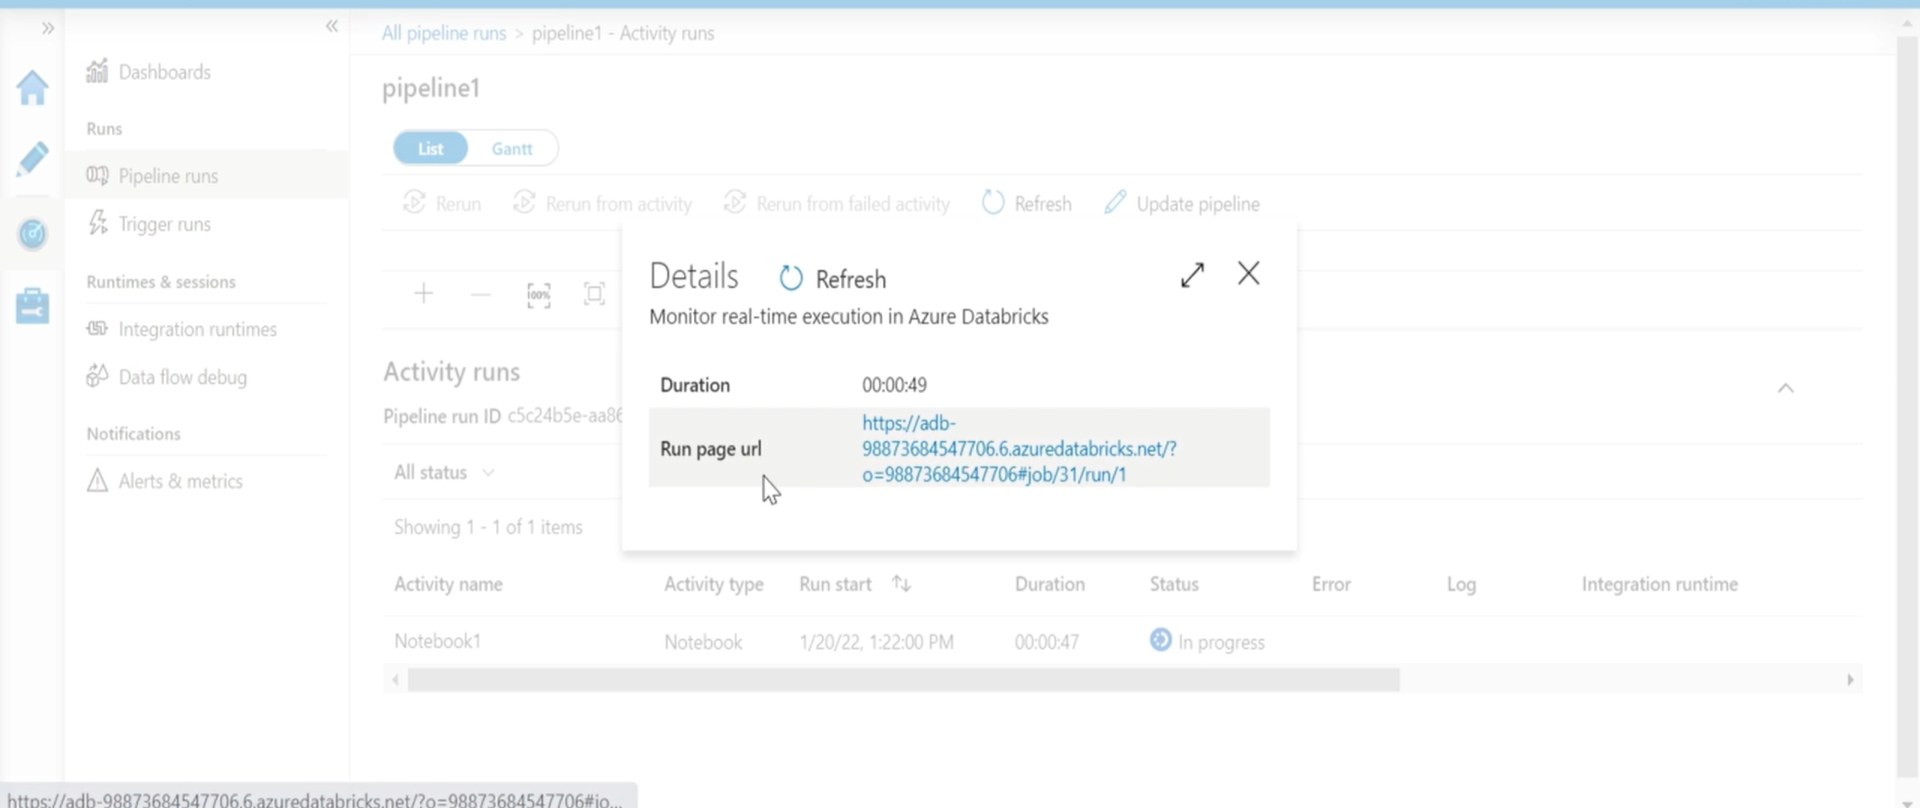 All pipeline runs > pipeline1 - Activity runs
Dashboards
pipeline1
Runs
List Gantt
Pipeline runs
Rerun Rerun from activity Rerun from failed activity Refresh Update pipeline
Trigger runs
Details Refresh
Runtimes & sessions
100%
Monitor real-time execution in Azure Databricks
Integration runtimes
Activity runs
Data flow debug
Duration 00:00:49
Pipeline run ID c5c24b5e-aa86
Run page url https://adb-
98873684547706.6.azuredatabricks.net/?
o=98873684547706#job/31/run/1
Notifications
All status
Alerts & metrics
Showing 1 - 1 of 1 items
Activity name Activity type Run start Duration Status Error Log Integration runtime
Notebook1 Notebook 1/20/22, 1:22:00 PM 00:00:47 In progress
https://adb-98873684547706.6.azuredatabricks.net/?o=98873684547706#jo...